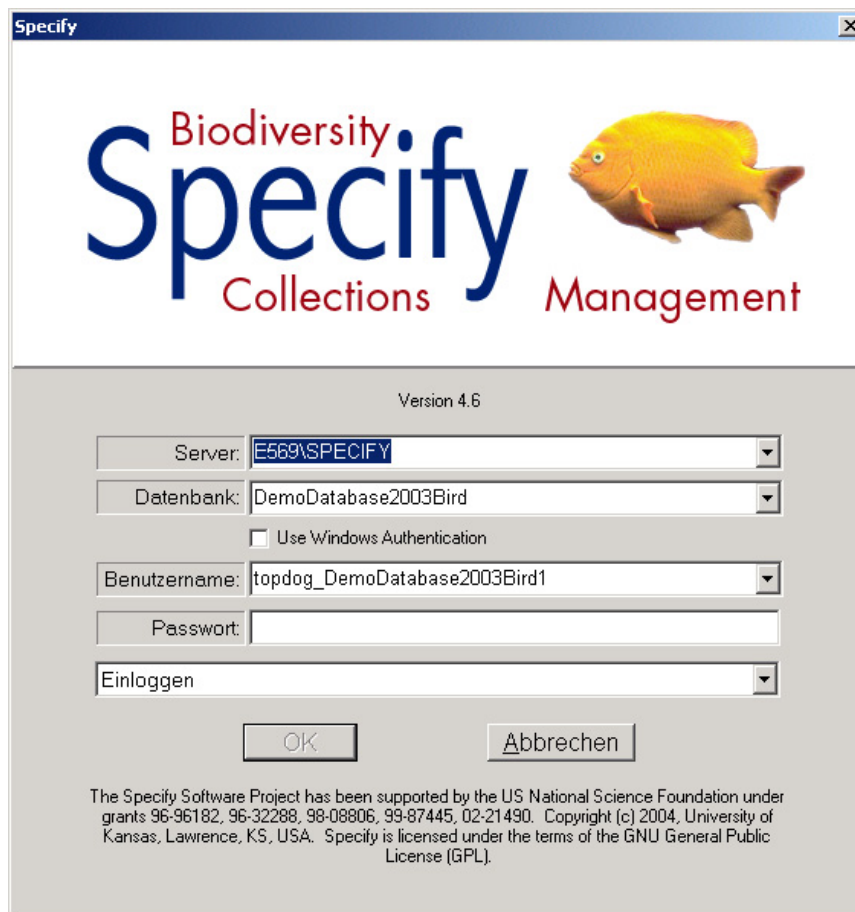 Specify
Biodiversity
Specify
Collections Management
Version 4.6
Server: E569\SPECIFY
Datenbank: DemoDatabase2003Bird
Use Windows Authentication
Benutzername: topdog_DemoDatabase2003Bird1
Passwort:
Einloggen
OK Abbrechen
The Specify Software Project has been supported by the US National Science Foundation under
grants 96-96182, 96-32288, 98-08806, 99-87445, 02-21490. Copyright (c) 2004, University of
Kansas, Lawrence, KS, USA. Specify is licensed under the terms of the GNU General Public
License (GPL).